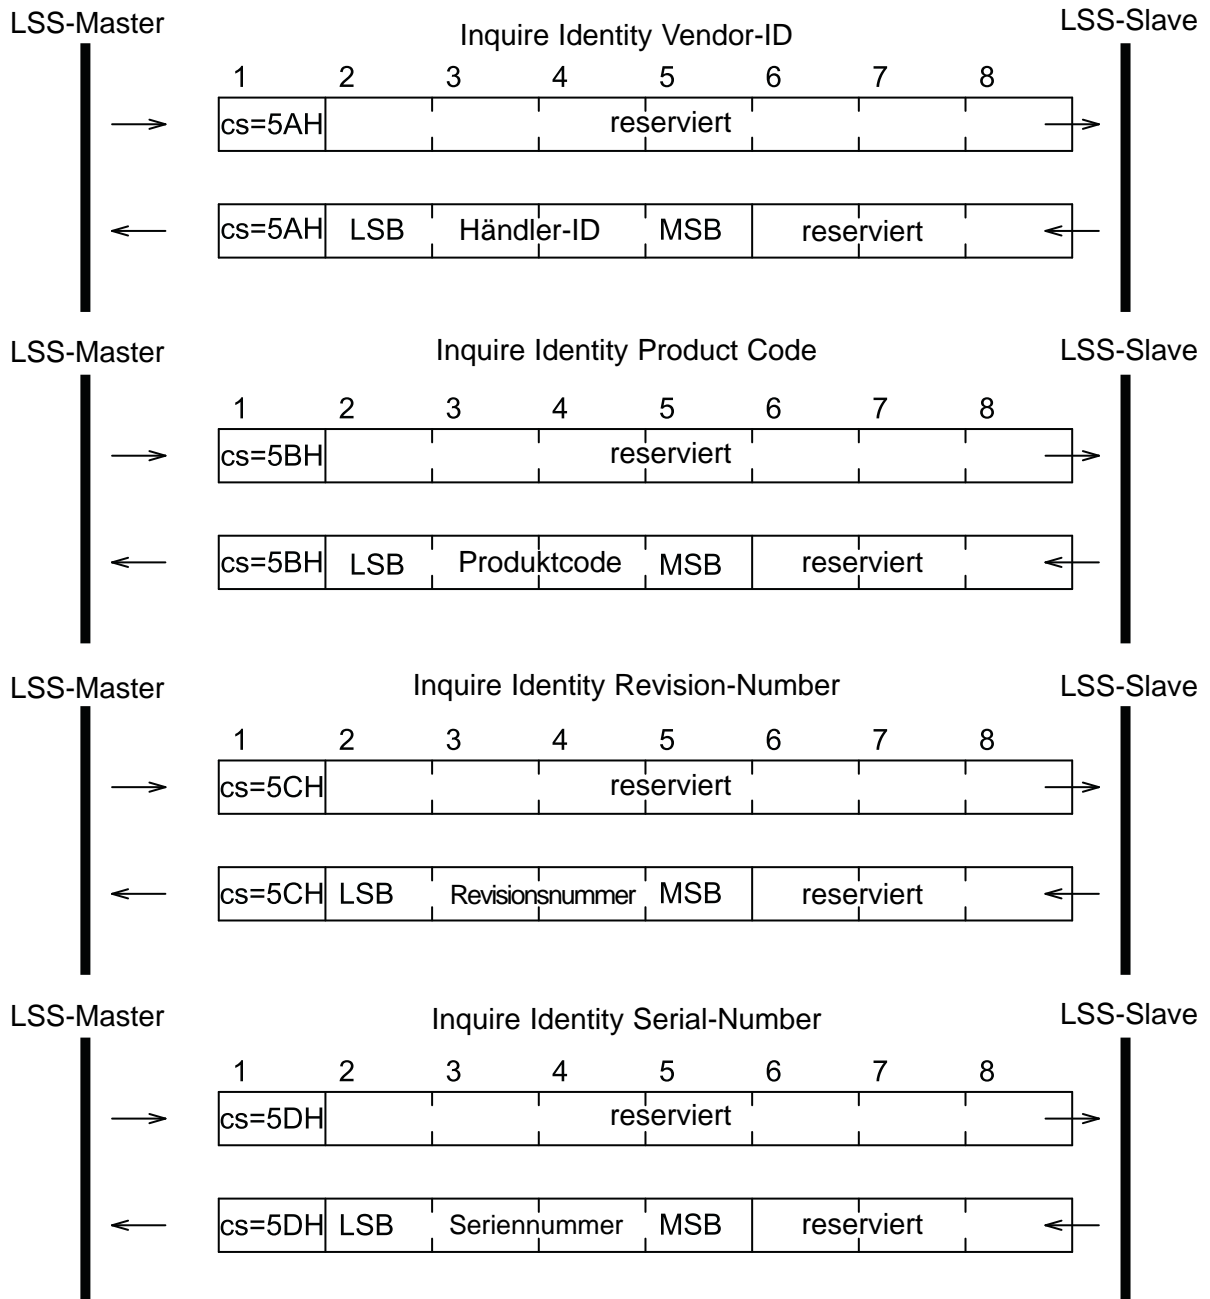 LSS-Master Inquire Identity Vendor-ID LSS-Slave
1 2 3 4 5 6 7 8
cs=5AH reserviert
cs=5AH LSB Händler-ID MSB reserviert
LSS-Master Inquire Identity Product Code LSS-Slave
1 2 3 4 5 6 7 8
cs=5BH reserviert
cs=5BH LSB Produktcode MSB reserviert
LSS-Master Inquire Identity Revision-Number LSS-Slave
1 2 3 4 5 6 7 8
cs=5CH reserviert
cs=5CH LSB Revisionsnummer MSB reserviert
LSS-Master Inquire Identity Serial-Number LSS-Slave
1 2 3 4 5 6 7 8
cs=5DH reserviert
cs=5DH LSB Seriennummer MSB reserviert